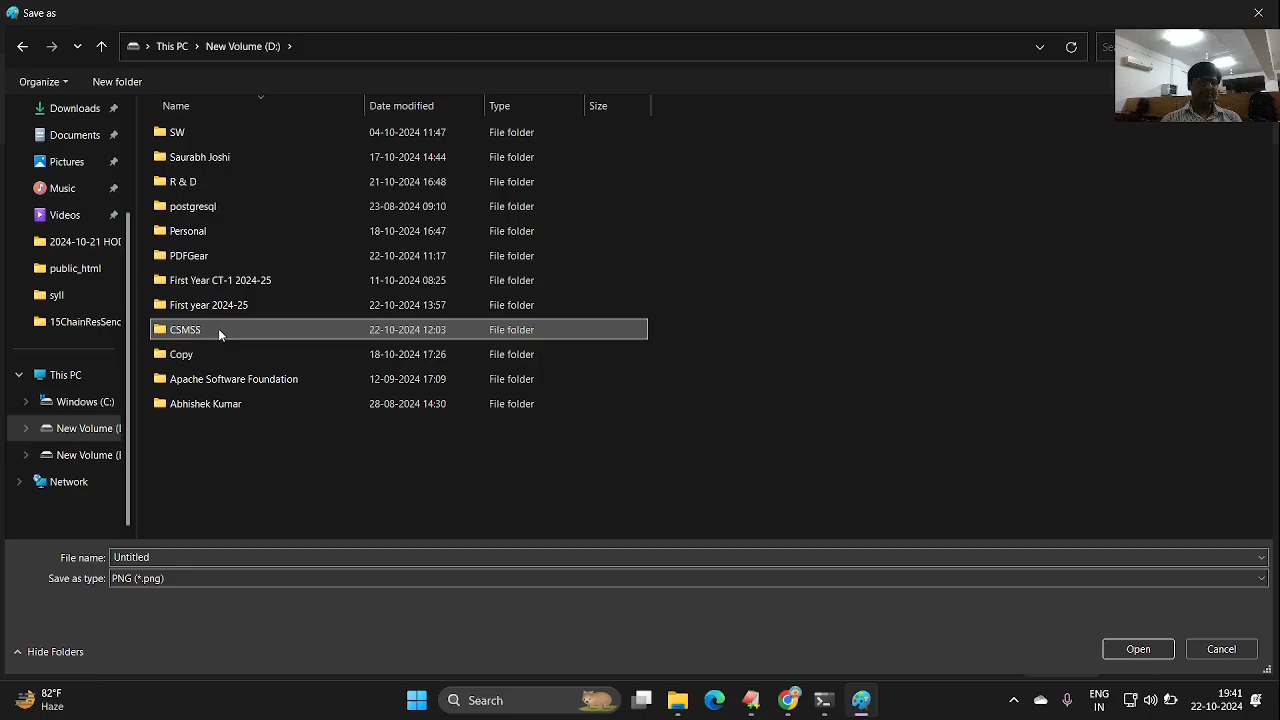 Save as
This PC > New Volume (D:) >
Organize
New folder
Name
Date modified
Type
Size
Downloads
Documents
Pictures
Music
Videos
2024-10-21 HOD
public_html
syll
15ChainResSenc
This PC
Windows (C:)
New Volume (
New Volume (
Network
SW 04-10-2024 11:47 File folder
Saurabh Joshi 17-10-2024 14:44 File folder
R & D 21-10-2024 16:48 File folder
postgresql 23-08-2024 09:10 File folder
Personal 18-10-2024 16:47 File folder
PDFGear 22-10-2024 11:17 File folder
First Year CT-1 2024-25 11-10-2024 08:25 File folder
First year 2024-25 22-10-2024 13:57 File folder
CSMSS 22-10-2024 12:03 File folder
Copy 18-10-2024 17:26 File folder
Apache Software Foundation 12-09-2024 17:09 File folder
Abhishek Kumar 28-08-2024 14:30 File folder
File name: Untitled
Save as type: PNG (*.png)
Hide Folders
Open
Cancel
82°F
Haze
Search
ENG
IN
19:41
22-10-2024